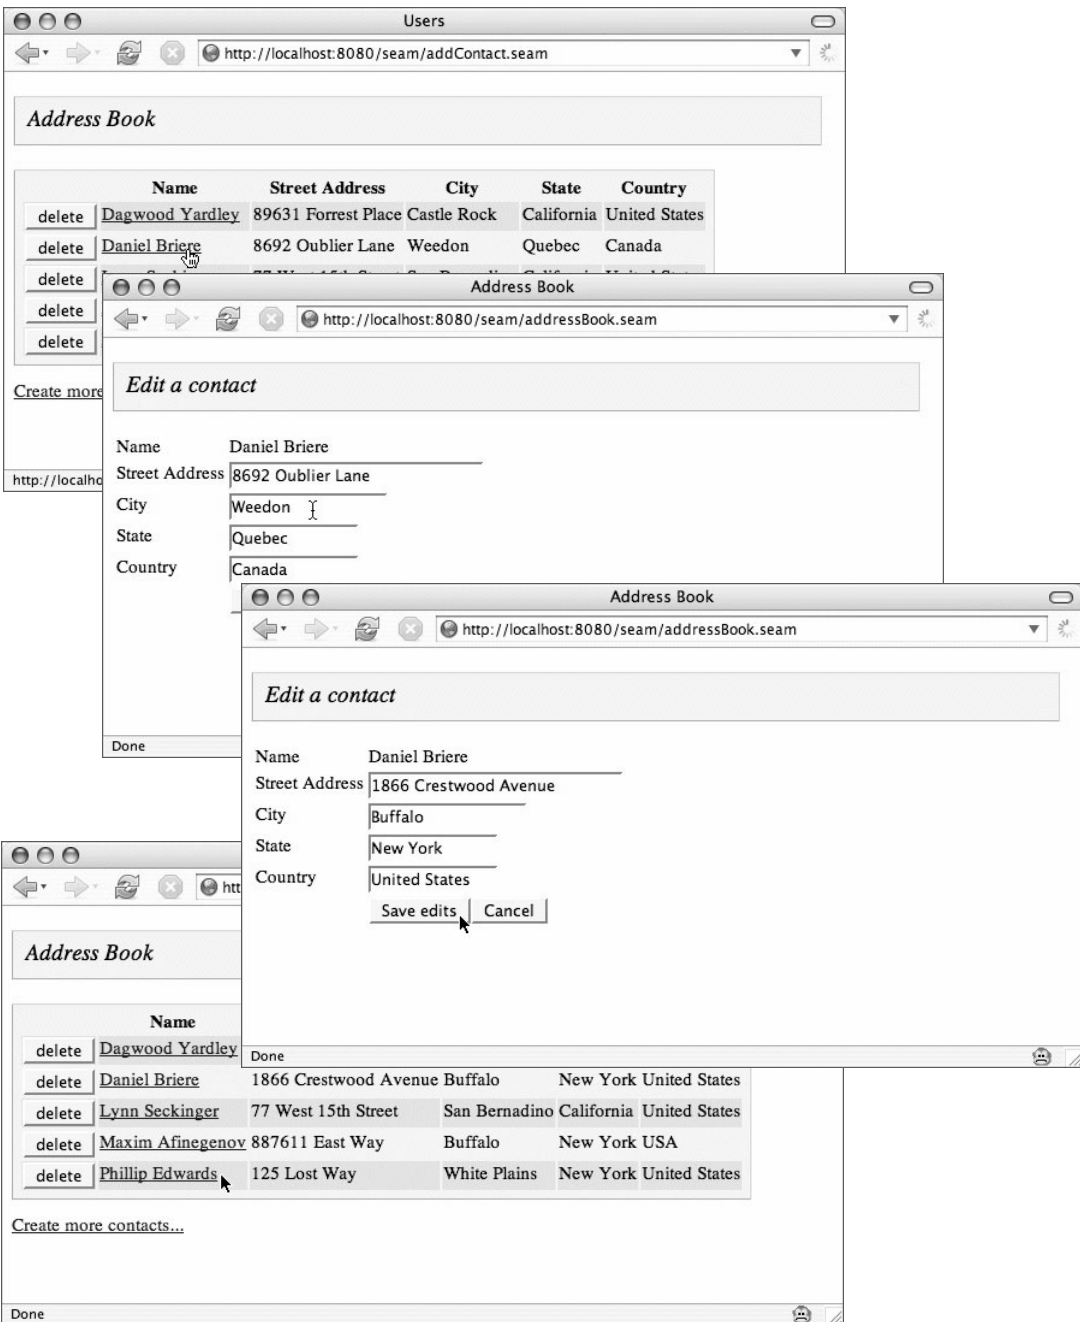 Users
http://localhost:8080/seam/addContact.seam
Address Book
Name Street Address City State Country
delete Dagwood Yardley 89631 Forrest Place Castle Rock California United States
delete Daniel Briere 8692 Oublier Lane Weedon Quebec Canada
delete
delete
delete
Create more
http://localho
Address Book
http://localhost:8080/seam/addressBook.seam
Edit a contact
Name Daniel Briere
Street Address 8692 Oublier Lane
City Weedon
State Quebec
Country Canada
Done
Address Book
http://localhost:8080/seam/addressBook.seam
Edit a contact
Name Daniel Briere
Street Address 1866 Crestwood Avenue
City Buffalo
State New York
Country United States
Save edits Cancel
Done
htt
Address Book
Name
delete Dagwood Yardley
delete Daniel Briere 1866 Crestwood Avenue Buffalo New York United States
delete Lynn Seckinger 77 West 15th Street San Bernadino California United States
delete Maxim Afinegenov 887611 East Way Buffalo New York USA
delete Phillip Edwards 125 Lost Way White Plains New York United States
Create more contacts...
Done